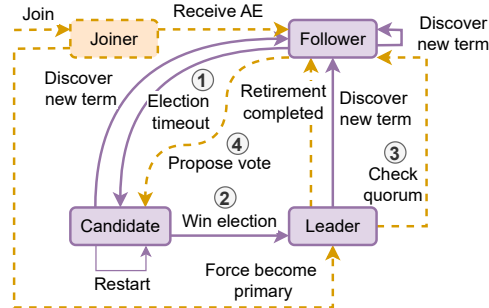 Join
Receive AE
Joiner
Follower
Discover
new term
Discover
new term
1
Election
timeout
Retirement
completed
Discover
new term
4
Propose vote
3
Check
quorum
2
Win election
Candidate
Leader
Restart
Force become
primary